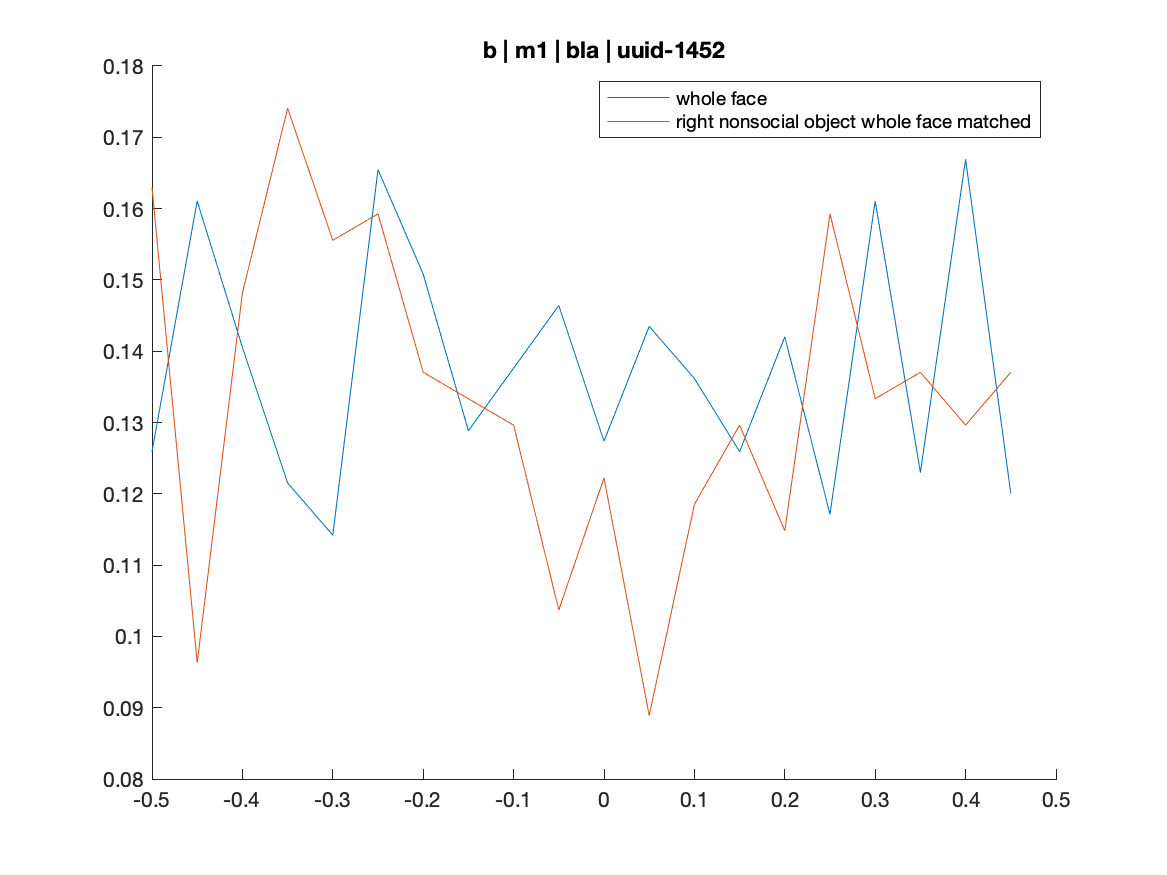 b | m1 | bla | uuid-1452
whole face
right nonsocial object whole face matched
0.18
0.17
0.16
0.15
0.14
0.13
0.12
0.11
0.1
0.09
0.08
-0.5 -0.4 -0.3 -0.2 -0.1 0 0.1 0.2 0.3 0.4 0.5